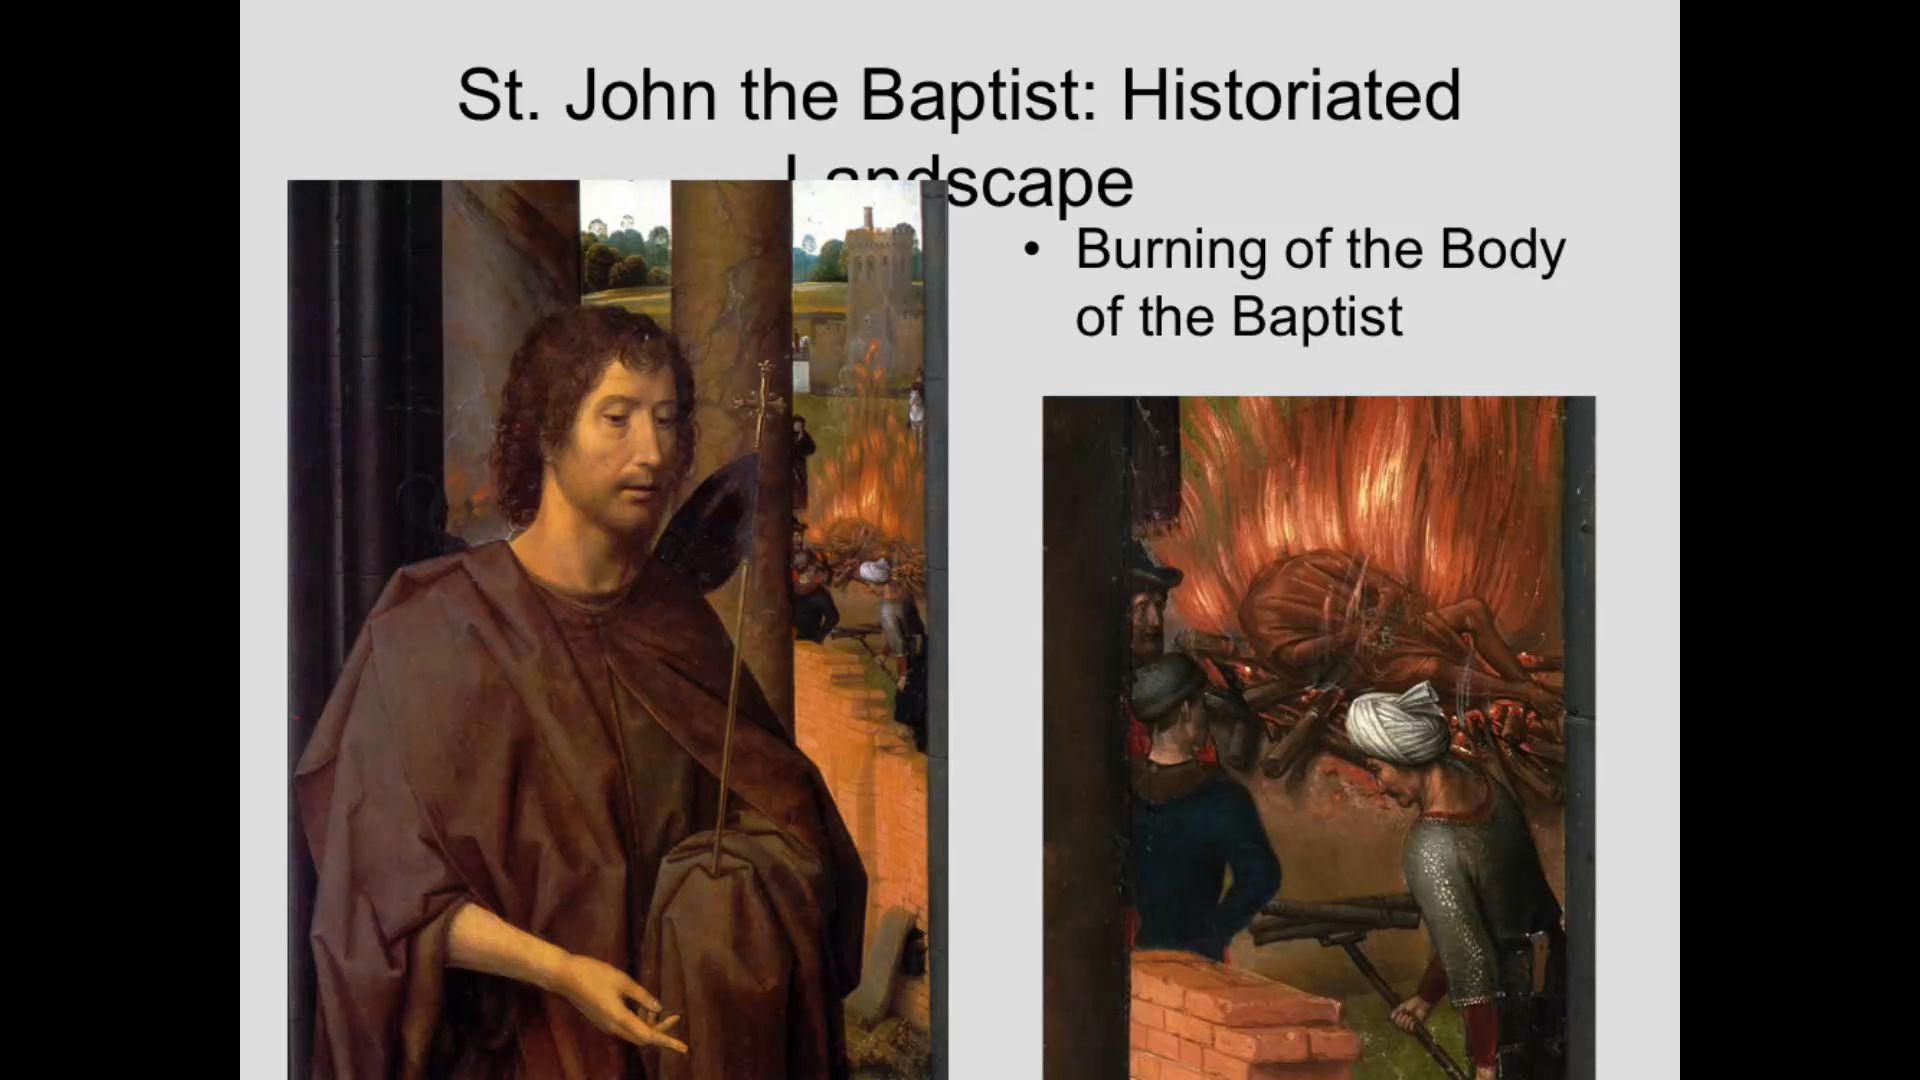 St. John the Baptist: Historiated
Landscape
• Burning of the Body
of the Baptist